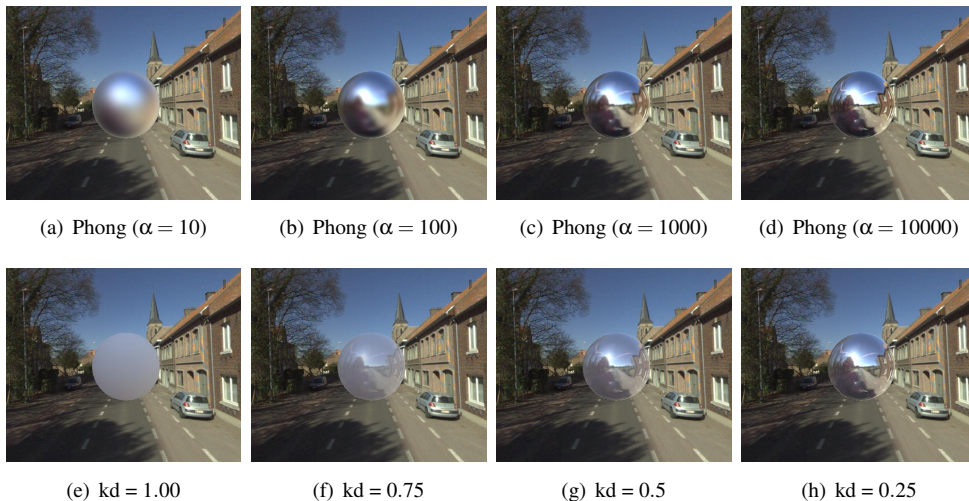 (a) Phong (α = 10)
(b) Phong (α = 100)
(c) Phong (α = 1000)
(d) Phong (α = 10000)
(e) kd = 1.00
(f) kd = 0.75
(g) kd = 0.5
(h) kd = 0.25